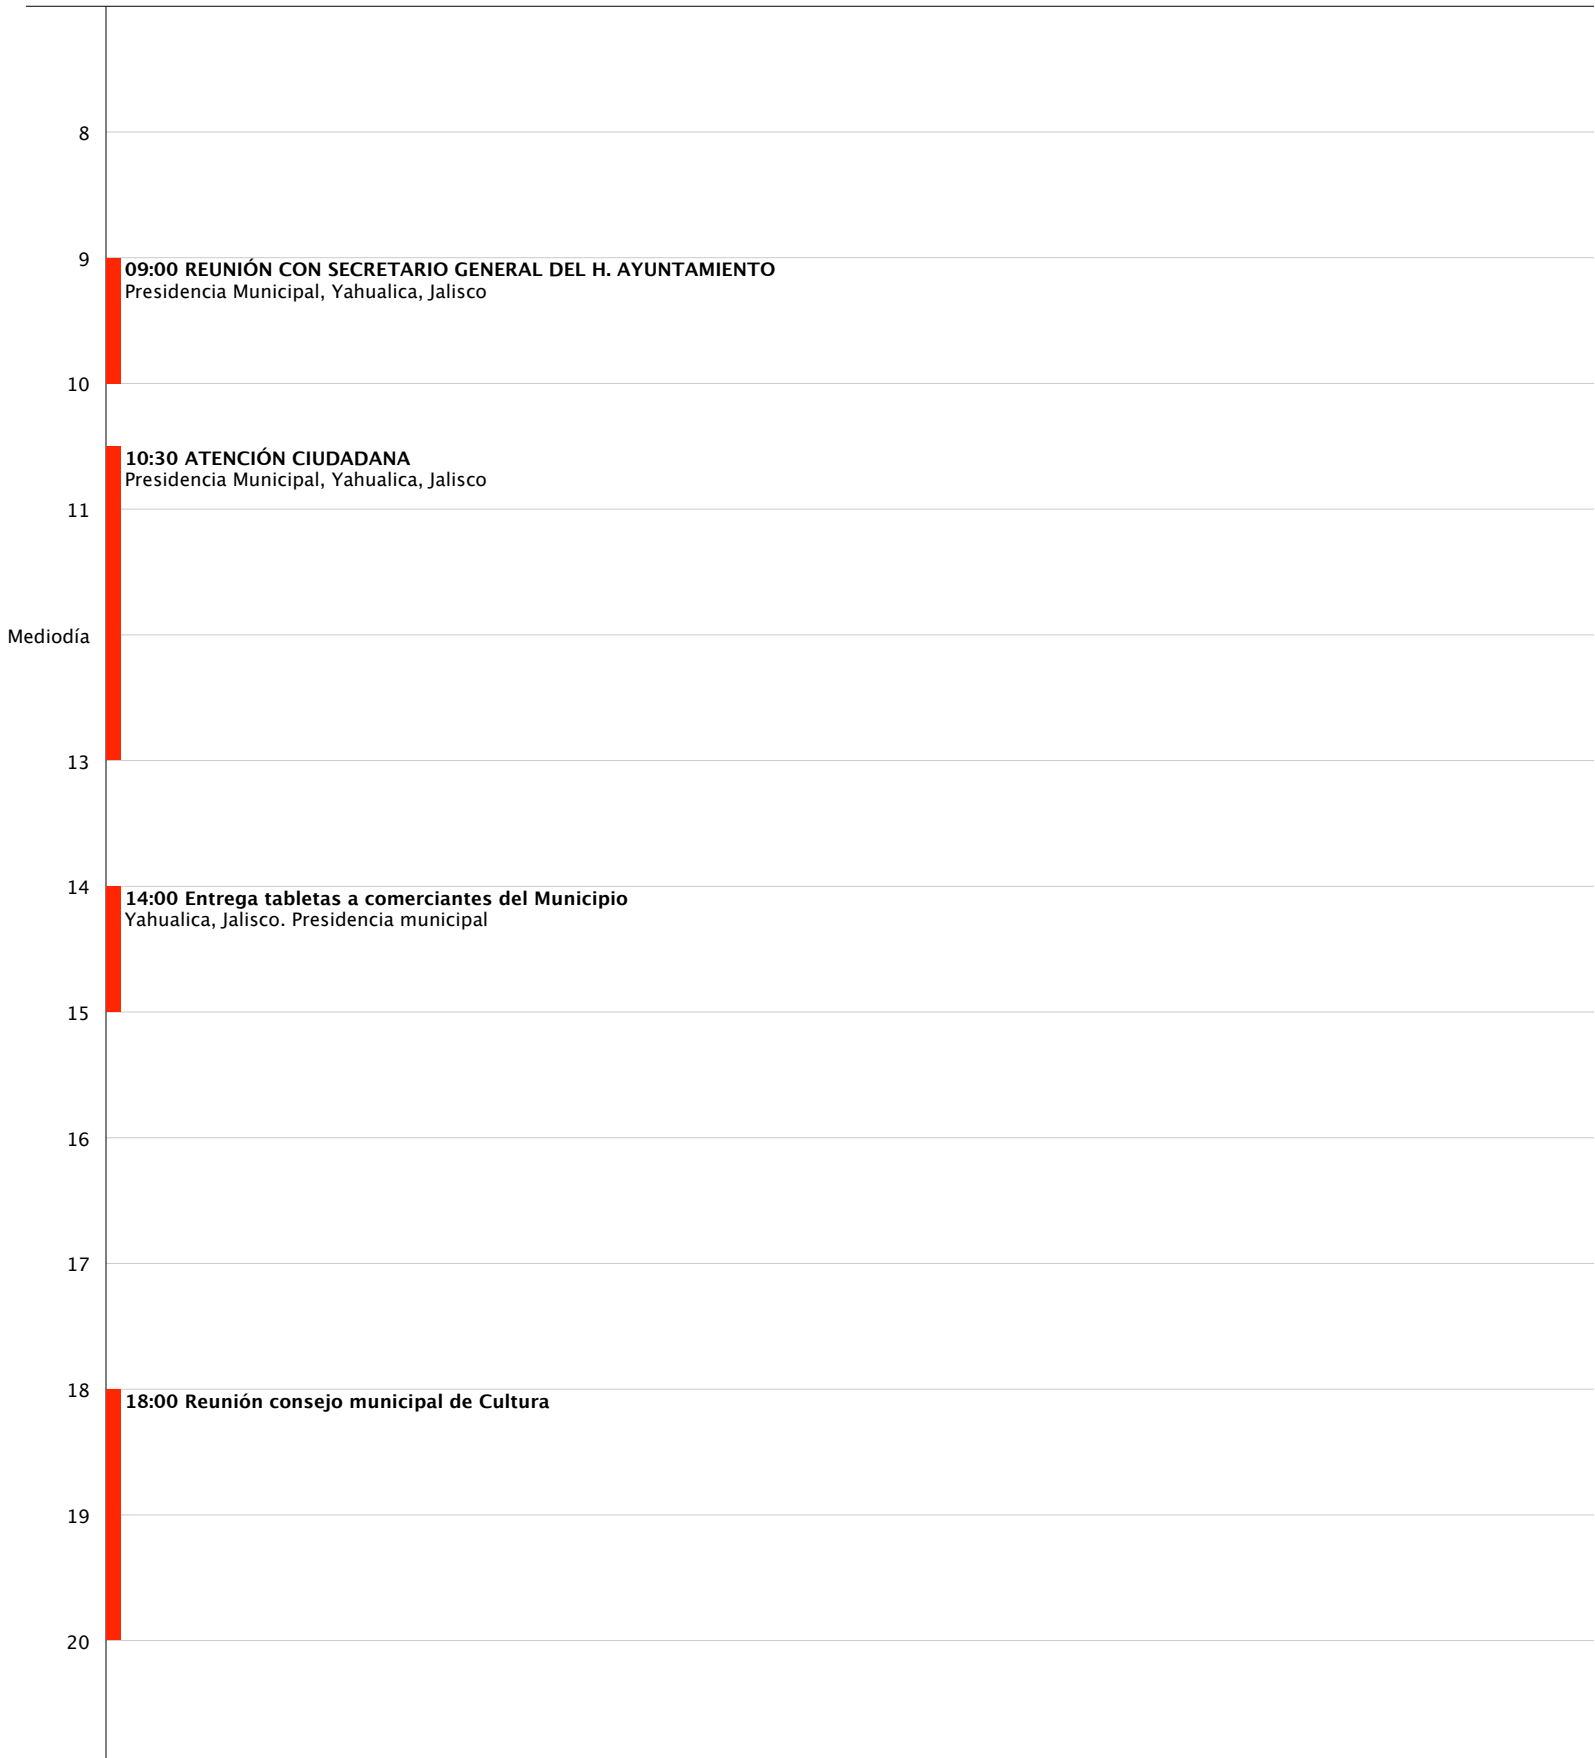 8
9
09:00 REUNIÓN CON SECRETARIO GENERAL DEL H. AYUNTAMIENTO
Presidencia Municipal, Yahualica, Jalisco
10
10:30 ATENCIÓN CIUDADANA
Presidencia Municipal, Yahualica, Jalisco
11
Mediodía
13
14
14:00 Entrega tabletas a comerciantes del Municipio
Yahualica, Jalisco. Presidencia municipal
15
16
17
18
18:00 Reunión consejo municipal de Cultura
19
20